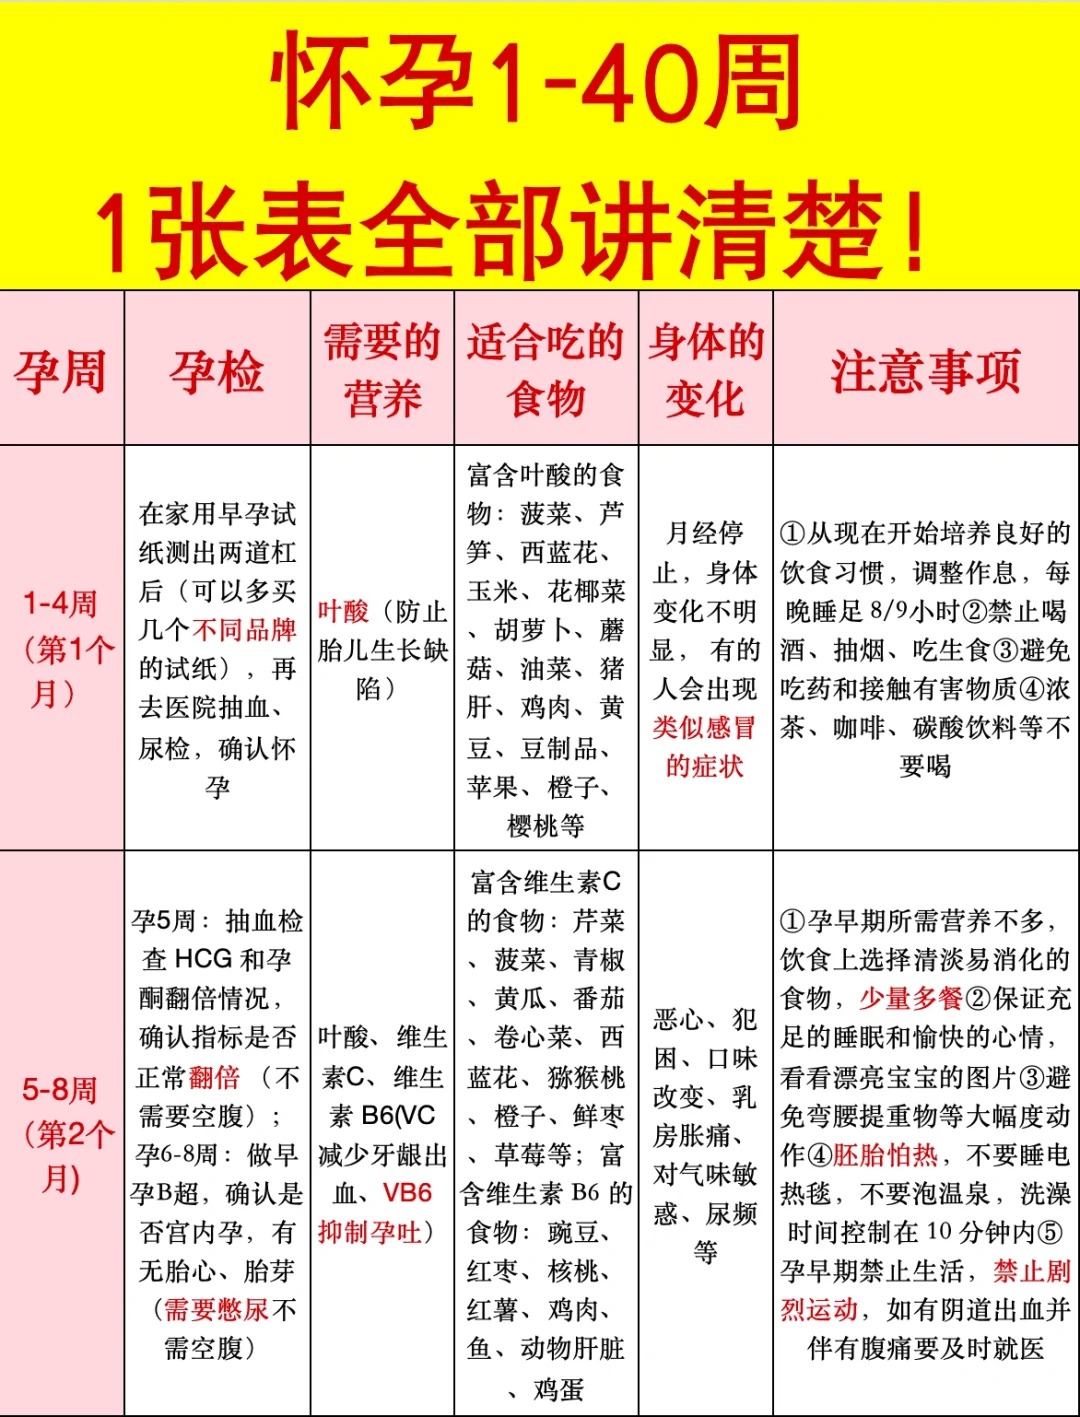 怀孕1-40周
1张表全部讲清楚!
孕周
孕检
需要的
营养
适合吃的
食物
身体的
变化
注意事项
1-4周
（第1个
月）
在家用早孕试
纸测出两道杠
后（可以多买
几个不同品牌
的试纸），再
去医院抽血、
尿检，确认怀
孕
叶酸（防止
胎儿生长缺
陷）
富含叶酸的食
物：菠菜、芦
笋、西蓝花、
玉米、花椰菜
、胡萝卜、蘑
菇、油菜、猪
肝、鸡肉、黄
豆、豆制品、
苹果、橙子、
樱桃等
月经停
止，身体
变化不明
显， 有的
人会出现
类似感冒
的症状
①从现在开始培养良好的
饮食习惯，调整作息，每
晚睡足 8/9小时②禁止喝
酒、抽烟、吃生食③避免
吃药和接触有害物质④浓
茶、咖啡、碳酸饮料等不
要喝
5-8周
（第2个
月)
孕5周：抽血检
查 HCG 和孕
酮翻倍情况，
确认指标是否
正常翻倍 （不
需要空腹）；
孕6-8周：做早
孕B超，确认是
否宫内孕，有
无胎心、胎芽
（需要憋尿不
需空腹）
叶酸、维生
素C、维生
素 B6(VC
减少牙龈出
血、VB6
抑制孕吐）
富含维生素C
的食物：芹菜
、菠菜、青椒
、黄瓜、番茄
、卷心菜、西
蓝花、猕猴桃
、橙子、鲜枣
、草莓等；富
含维生素 B6 的
食物：豌豆、
红枣、核桃、
红薯、鸡肉、
鱼、动物肝脏
、鸡蛋
恶心、犯
困、口味
改变、乳
房胀痛、
对气味敏
感、尿频
等
①孕早期所需营养不多，
饮食上选择清淡易消化的
食物，少量多餐②保证充
足的睡眠和愉快的心情，
看看漂亮宝宝的图片③避
免弯腰提重物等大幅度动
作④胚胎怕热，不要睡电
热毯，不要泡温泉，洗澡
时间控制在 10 分钟内⑤
孕早期禁止生活，禁止剧
烈运动，如有阴道出血并
伴有腹痛要及时就医